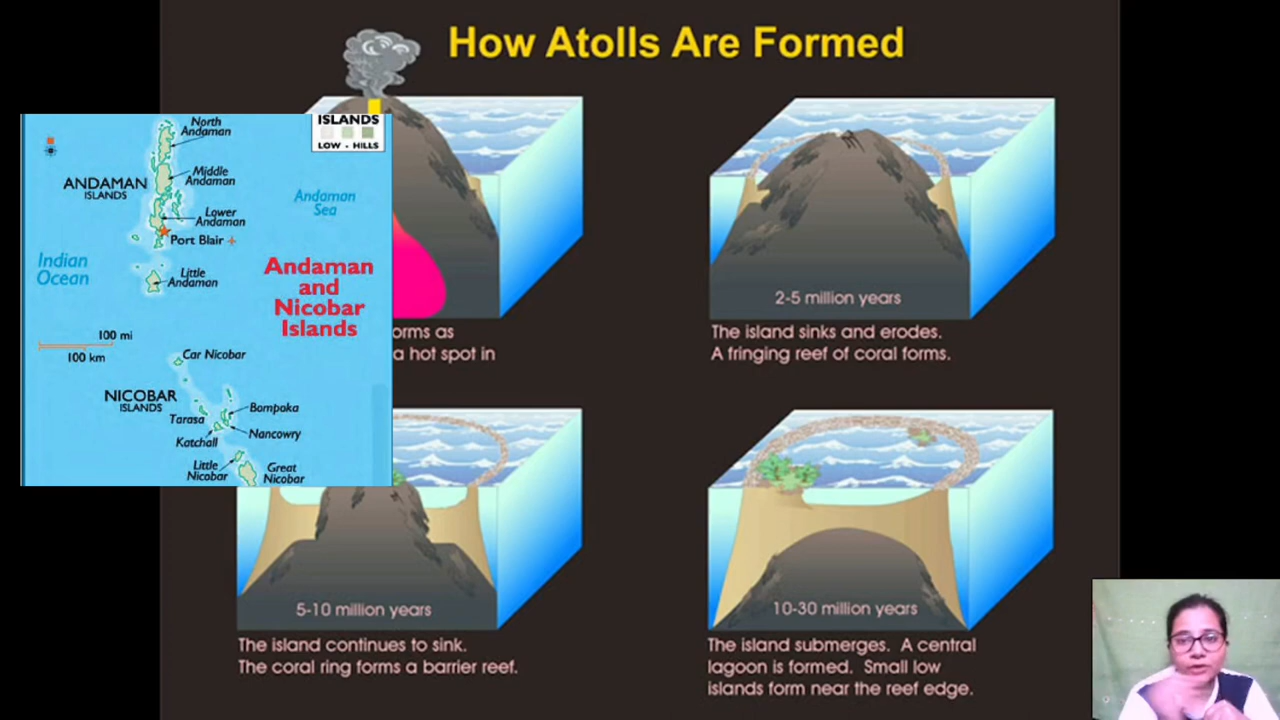 How Atolls Are Formed
ISLANDS
LOW - HILLS
North
Andaman
Middle
Andaman
ANDAMAN
ISLANDS
Andaman
Sea
Lower
Andaman
Port Blair
Indian
Ocean
Little
Andaman
Andaman
and
Nicobar
Islands
100 mi
100 km
Car Nicobar
NICOBAR
ISLANDS
Bompoka
Tarasa
Nancowry
Katchall
Little
Nicobar
Great
Nicobar
orms as
a hot spot in
2-5 million years
The island sinks and erodes.
A fringing reef of coral forms.
5-10 million years
The island continues to sink.
The coral ring forms a barrier reef.
10-30 million years
The island submerges. A central
lagoon is formed. Small low
islands form near the reef edge.